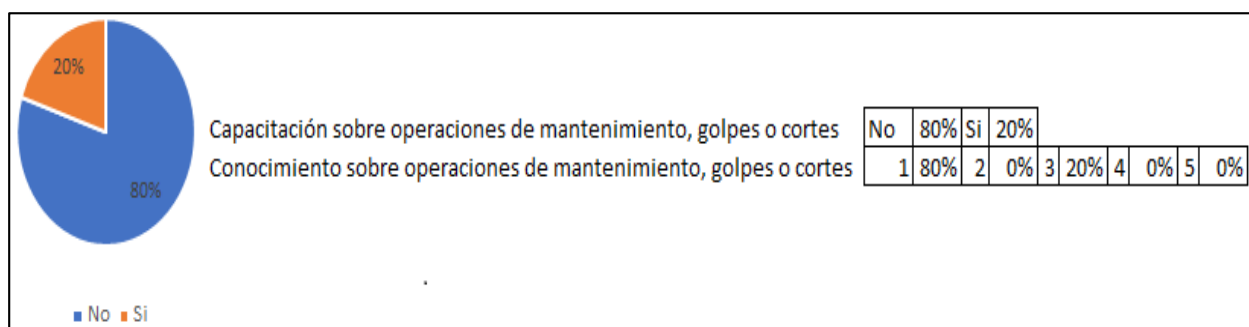 20%
80%
No Si
Capacitación sobre operaciones de mantenimiento, golpes o cortes No 80% Si 20%
Conocimiento sobre operaciones de mantenimiento, golpes o cortes 1 80% 2 0% 3 20% 4 0% 5 0%